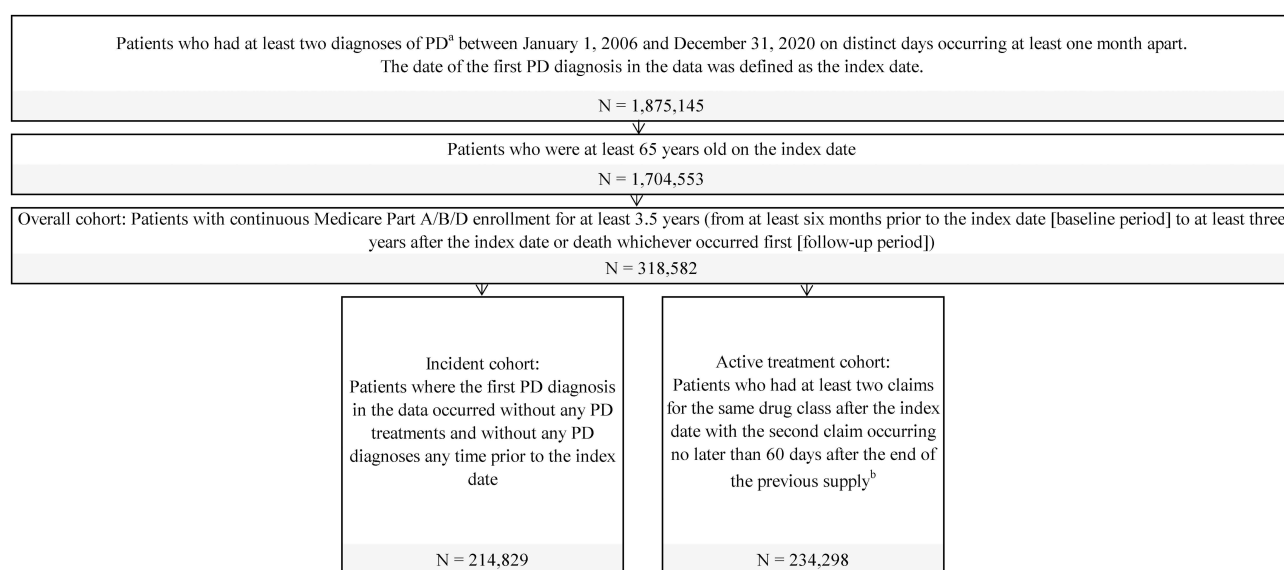 Patients who had at least two diagnoses of PDᵃ between January 1, 2006 and December 31, 2020 on distinct days occurring at least one month apart.
The date of the first PD diagnosis in the data was defined as the index date.
N = 1,875,145
Patients who were at least 65 years old on the index date
N = 1,704,553
Overall cohort: Patients with continuous Medicare Part A/B/D enrollment for at least 3.5 years (from at least six months prior to the index date [baseline period] to at least three
years after the index date or death whichever occurred first [follow-up period])
N = 318,582
Incident cohort:
Patients where the first PD diagnosis
in the data occurred without any PD
treatments and without any PD
diagnoses any time prior to the index
date
N = 214,829
Active treatment cohort:
Patients who had at least two claims
for the same drug class after the index
date with the second claim occurring
no later than 60 days after the end of
the previous supplyᵇ
N = 234,298